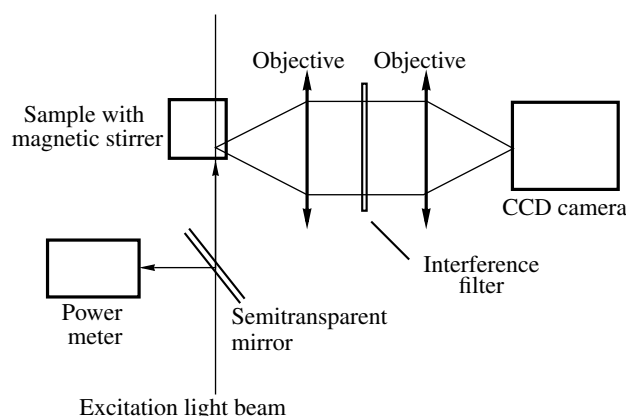 Objective
Objective
Sample with
magnetic stirrer
CCD camera
Interference
filter
Power
meter
Semitransparent
mirror
Excitation light beam